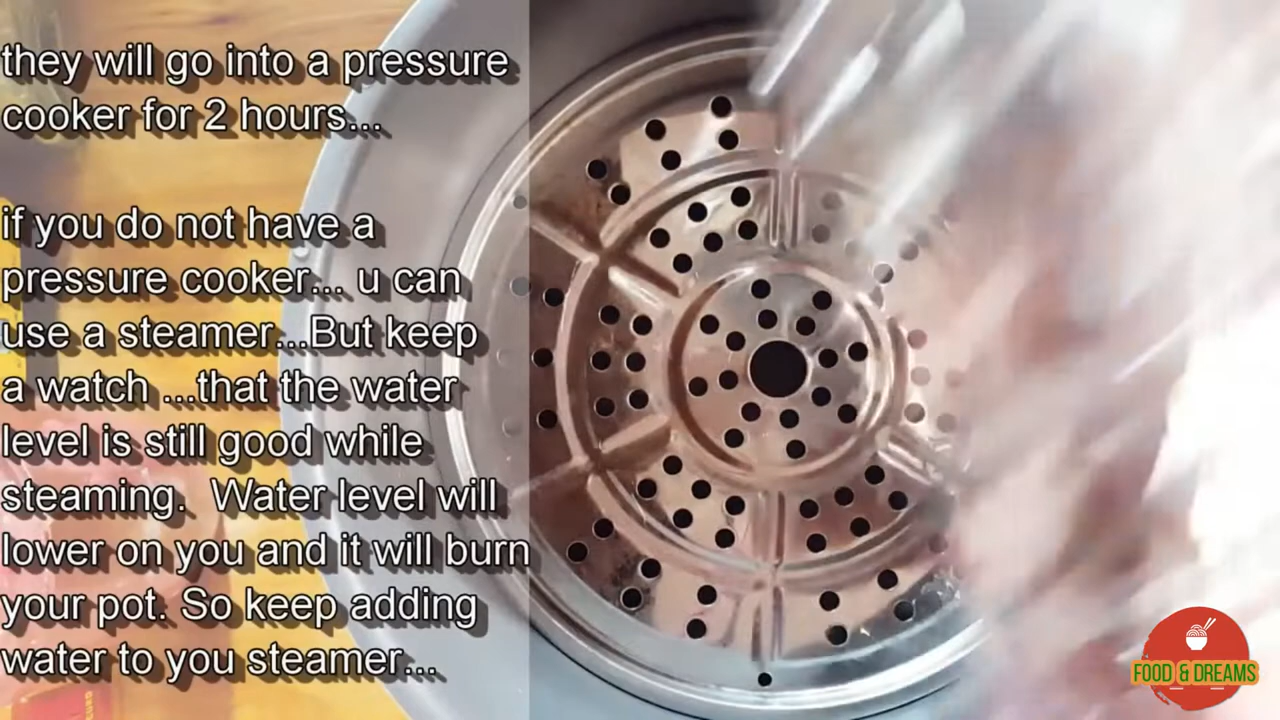 they will go into a pressure
cooker for 2 hours...
if you do not have a
pressure cooker... u can
use a steamer...But keep
a watch ...that the water
level is still good while
steaming.  Water level will
lower on you and it will burn
your pot. So keep adding
water to you steamer...
FOOD & DREAMS